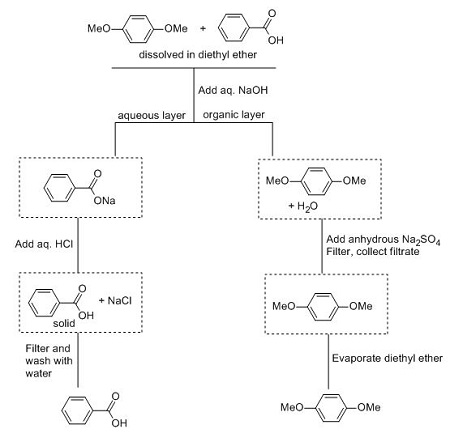 MeO OMe + O OH
dissolved in diethyl ether
Add aq. NaOH
aqueous layer organic layer
O ONa
MeO OMe
+ H₂O
Add aq. HCl
Add anhydrous Na₂SO₄
Filter, collect filtrate
O OH + NaCl
solid
MeO OMe
Filter and
wash with
water
Evaporate diethyl ether
O OH
MeO OMe